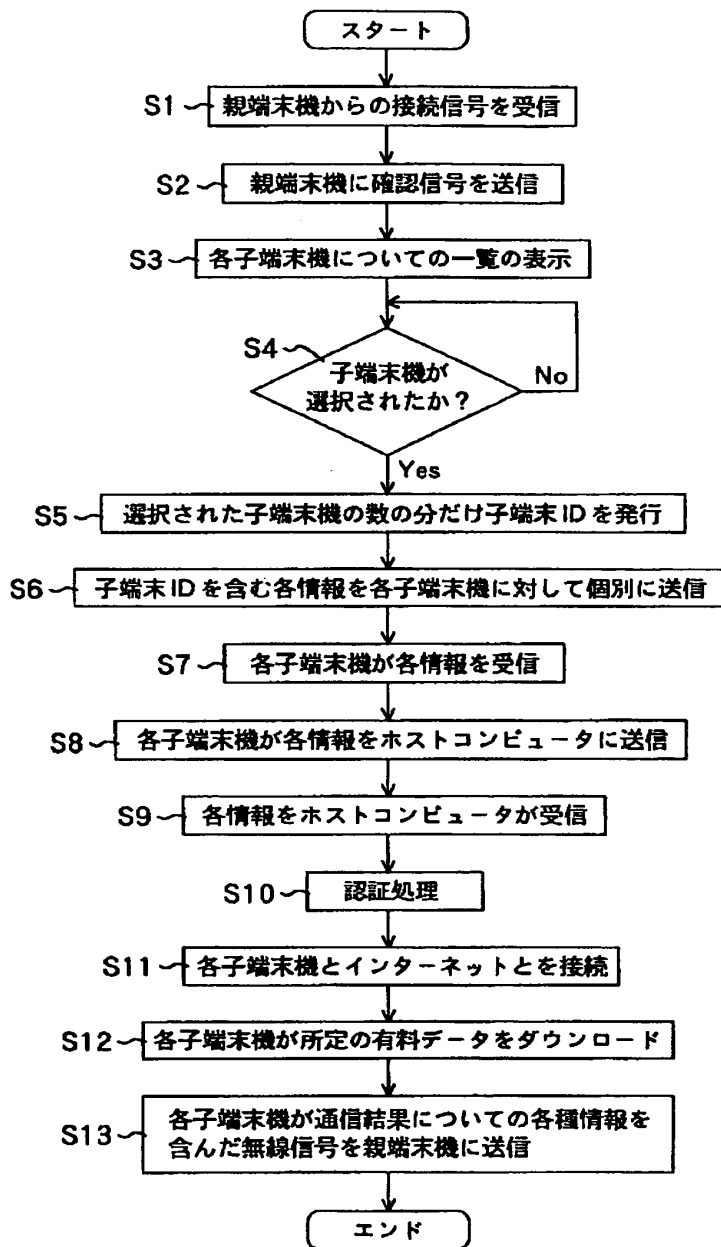 スタート
S1 親端末機からの接続信号を受信
S2 親端末機に確認信号を送信
S3 各子端末機についての一覧の表示
S4
子端末機が
選択されたか？
No
Yes
S5 選択された子端末機の数の分だけ子端末IDを発行
S6 子端末IDを含む各情報を各子端末機に対して個別に送信
S7 各子端末機が各情報を受信
S8 各子端末機が各情報をホストコンピュータに送信
S9 各情報をホストコンピュータが受信
S10 認証処理
S11 各子端末機とインターネットとを接続
S12 各子端末機が所定の有料データをダウンロード
S13 各子端末機が通信結果についての各種情報を
含んだ無線信号を親端末機に送信
エンド